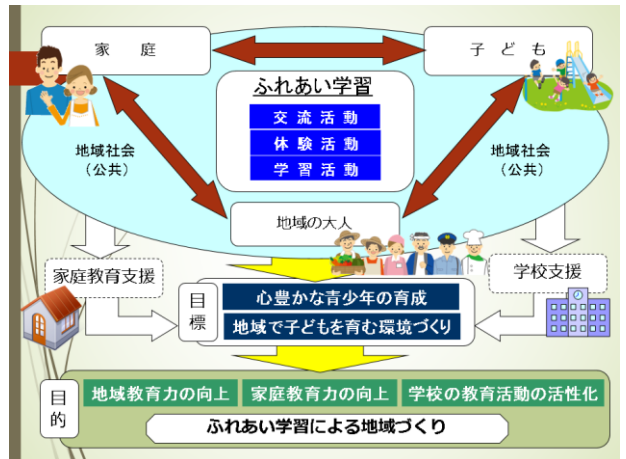 家　庭
子　ど　も
ふれあい学習
交 流 活 動
体 験 活 動
学 習 活 動
地域社会
（公共）
地域社会
（公共）
地域の大人
家庭教育支援
学校支援
目標
心豊かな青少年の育成
地域で子どもを育む環境づくり
目的
地域教育力の向上
家庭教育力の向上
学校の教育活動の活性化
ふれあい学習による地域づくり